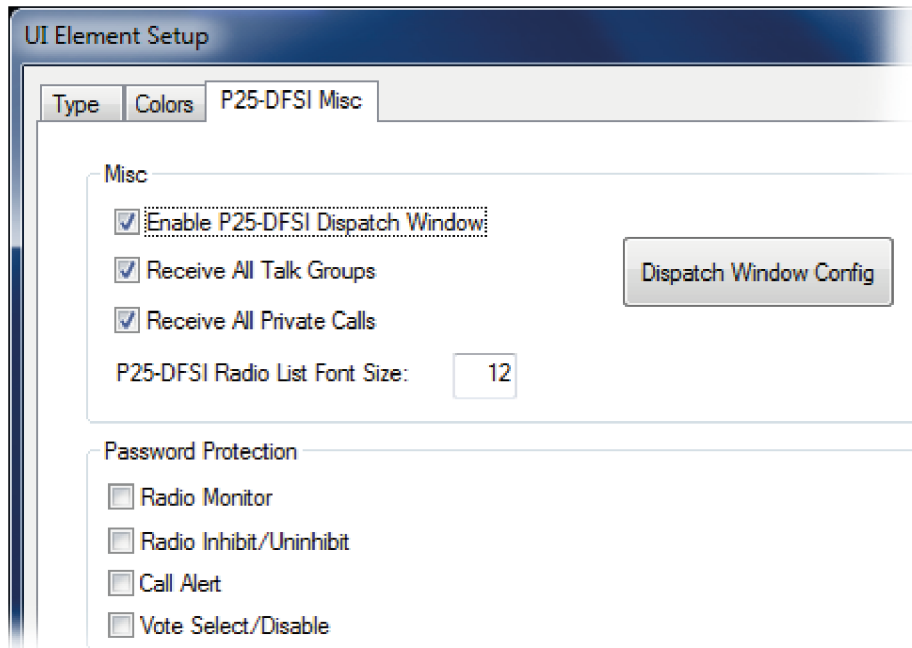 UI Element Setup
Type Colors P25-DFSI Misc
Misc
Enable P25-DFSI Dispatch Window
Receive All Talk Groups
Dispatch Window Config
Receive All Private Calls
P25-DFSI Radio List Font Size: 12
Password Protection
Radio Monitor
Radio Inhibit/Uninhibit
Call Alert
Vote Select/Disable